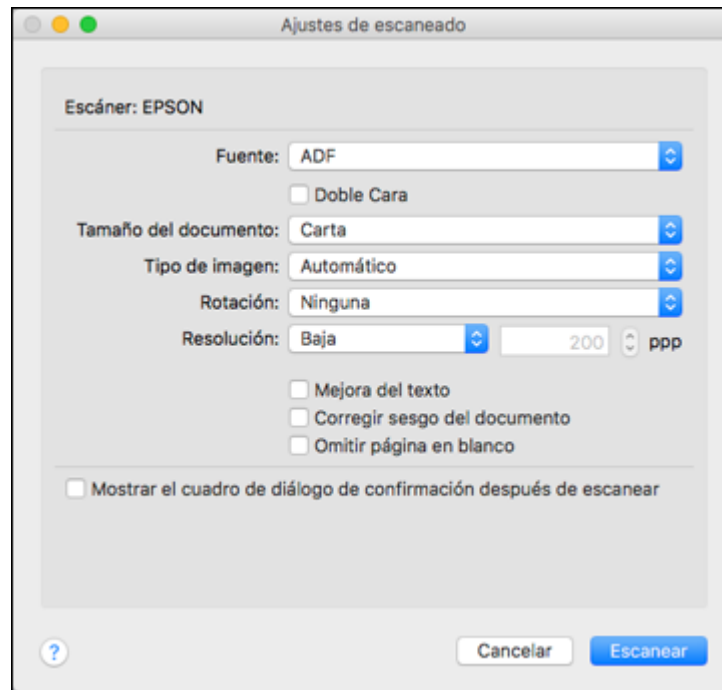 Ajustes de escaneado
Escáner: EPSON
Fuente: ADF
Doble Cara
Tamaño del documento: Carta
Tipo de imagen: Automático
Rotación: Ninguna
Resolución: Baja 200 ppp
Mejora del texto
Corregir sesgo del documento
Omitir página en blanco
Mostrar el cuadro de diálogo de confirmación después de escanear
? Cancelar Escanear